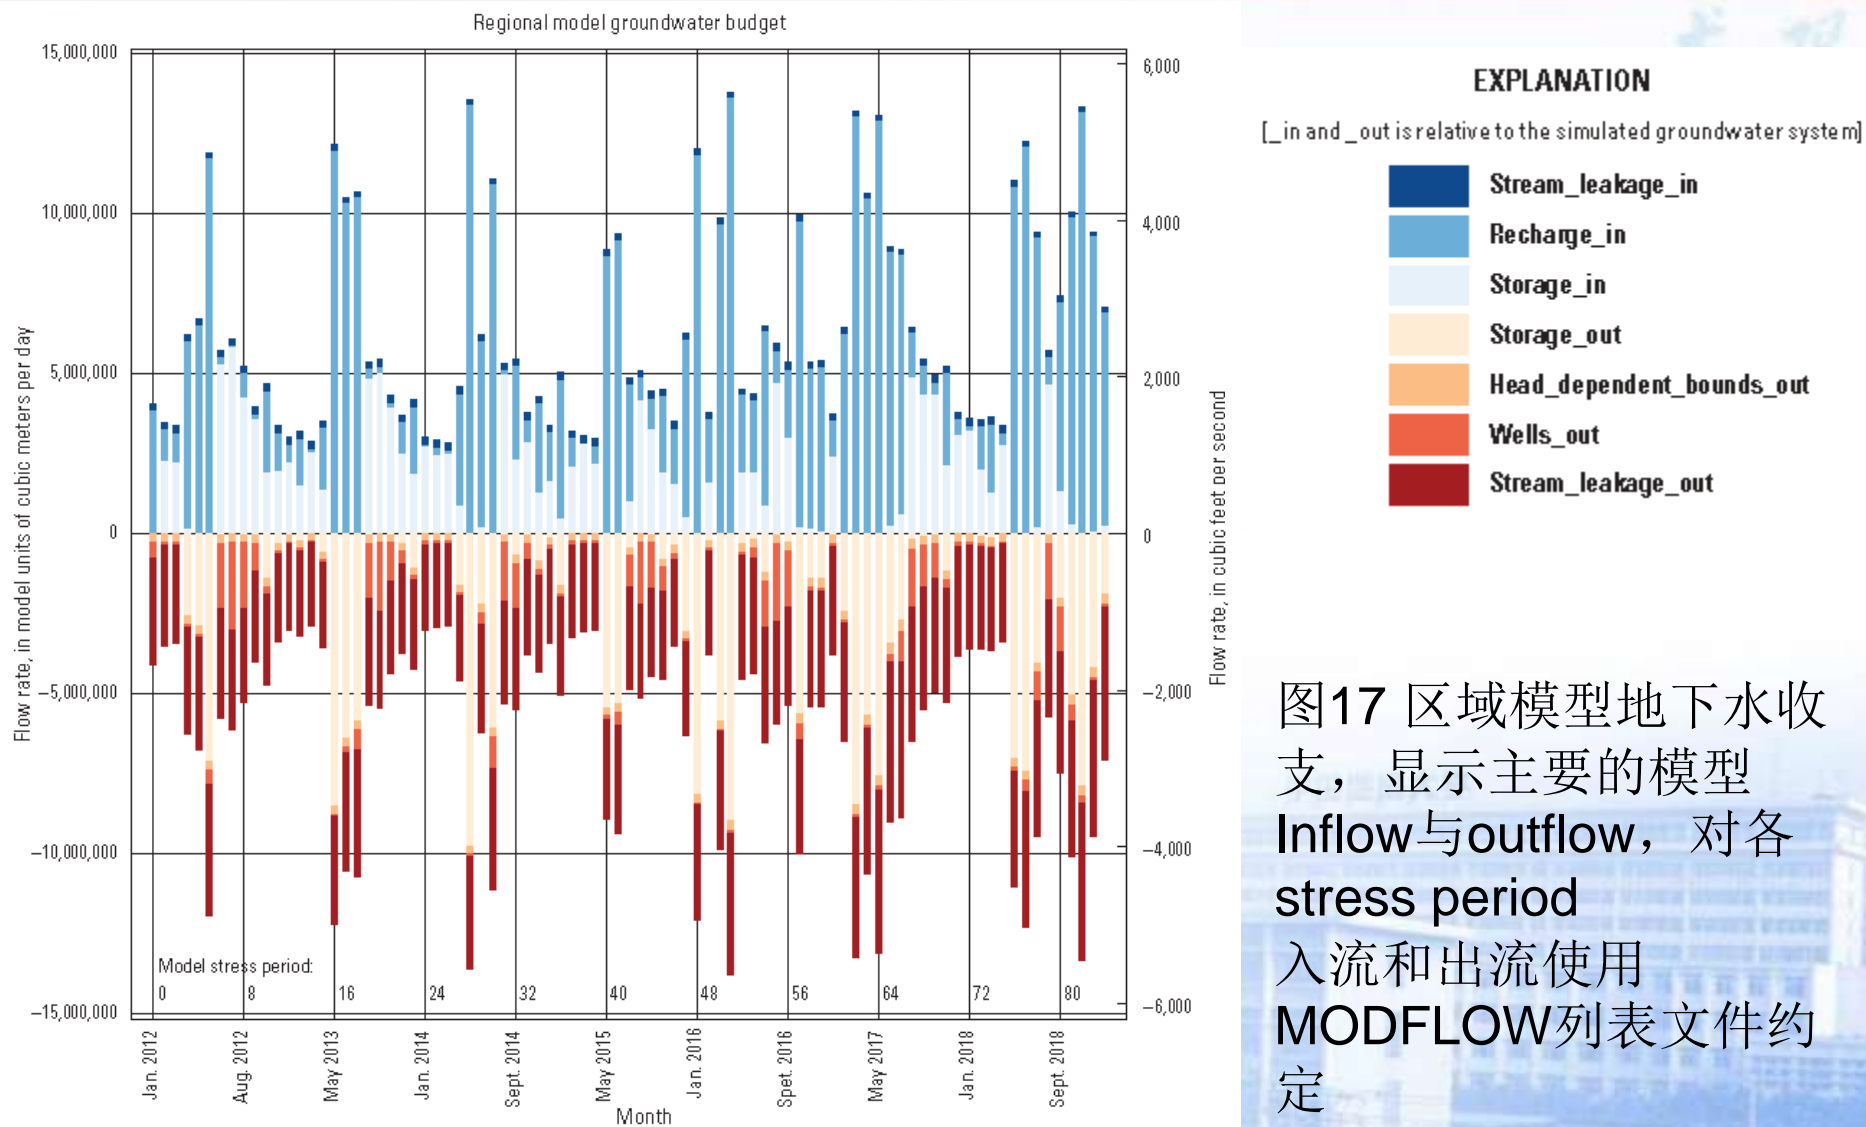 Regional model groundwater budget
15,000,000
10,000,000
5,000,000
0
–5,000,000
–10,000,000
–15,000,000
Flow rate, in model units of cubic meters per day
6,000
4,000
2,000
0
–2,000
–4,000
–6,000
Flow rate, in cubic feet per second
Model stress period:
0 8 16 24 32 40 48 56 64 72 80
Jan. 2012
Aug. 2012
May 2013
Jan. 2014
Sept. 2014
May 2015
Jan. 2016
Spet. 2016
May 2017
Jan. 2018
Sept. 2018
Month
EXPLANATION
[_in and _out is relative to the simulated groundwater system]
Stream_leakage_in
Recharge_in
Storage_in
Storage_out
Head_dependent_bounds_out
Wells_out
Stream_leakage_out
图17 区域模型地下水收
支，显示主要的模型
Inflow与outflow，对各
stress period
入流和出流使用
MODFLOW列表文件约
定